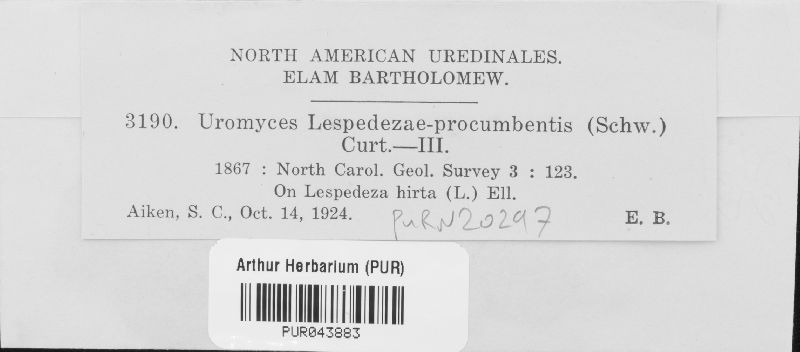 NORTH AMERICAN UREDINALES.
ELAM BARTHOLOMEW.
3190. Uromyces Lespedezae-procumbentis (Schw.)
Curt.—III.
1867 : North Carol. Geol. Survey 3 : 123.
On Lespedeza hirta (L.) Ell.
Aiken, S. C., Oct. 14, 1924. PURN20297 E. B.
Arthur Herbarium (PUR)
PUR043883